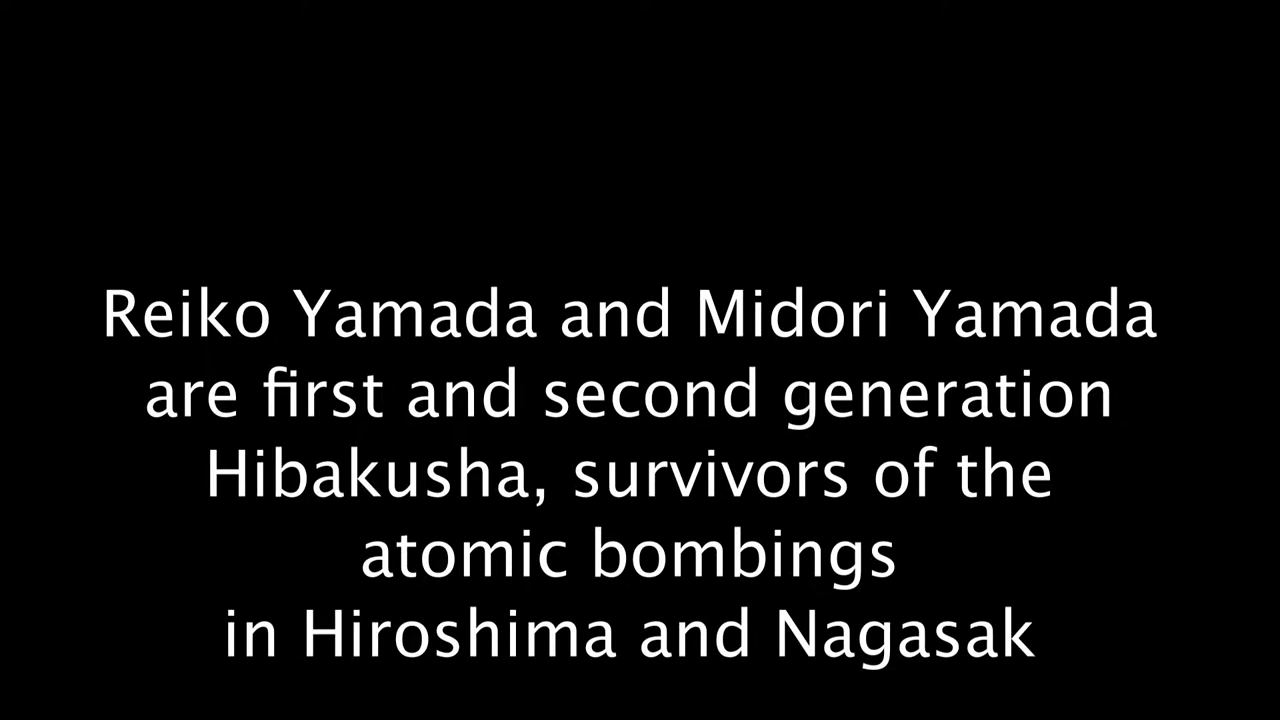 Reiko Yamada and Midori Yamada
are first and second generation
Hibakusha, survivors of the
atomic bombings
in Hiroshima and Nagasak